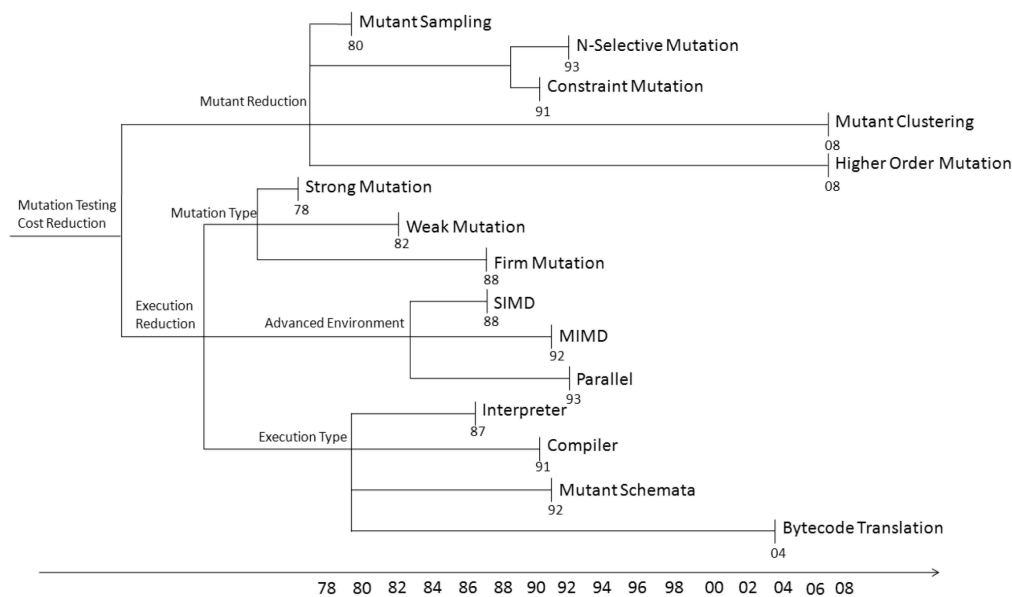 Mutant Sampling
80
N-Selective Mutation
93
Constraint Mutation
91
Mutant Reduction
Mutant Clustering
08
Higher Order Mutation
08
Strong Mutation
78
Mutation Testing
Cost Reduction
Mutation Type
Weak Mutation
82
Firm Mutation
88
SIMD
88
Execution
Reduction
Advanced Environment
MIMD
92
Parallel
93
Interpreter
87
Execution Type
Compiler
91
Mutant Schemata
92
Bytecode Translation
04
78 80 82 84 86 88 90 92 94 96 98 00 02 04 06 08